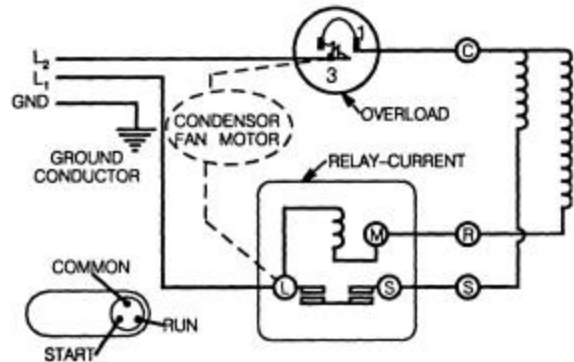 1
3
C
L2
L1
GND
OVERLOAD
CONDENSOR
FAN MOTOR
GROUND
CONDUCTOR
RELAY-CURRENT
M
R
L
S
S
COMMON
RUN
START